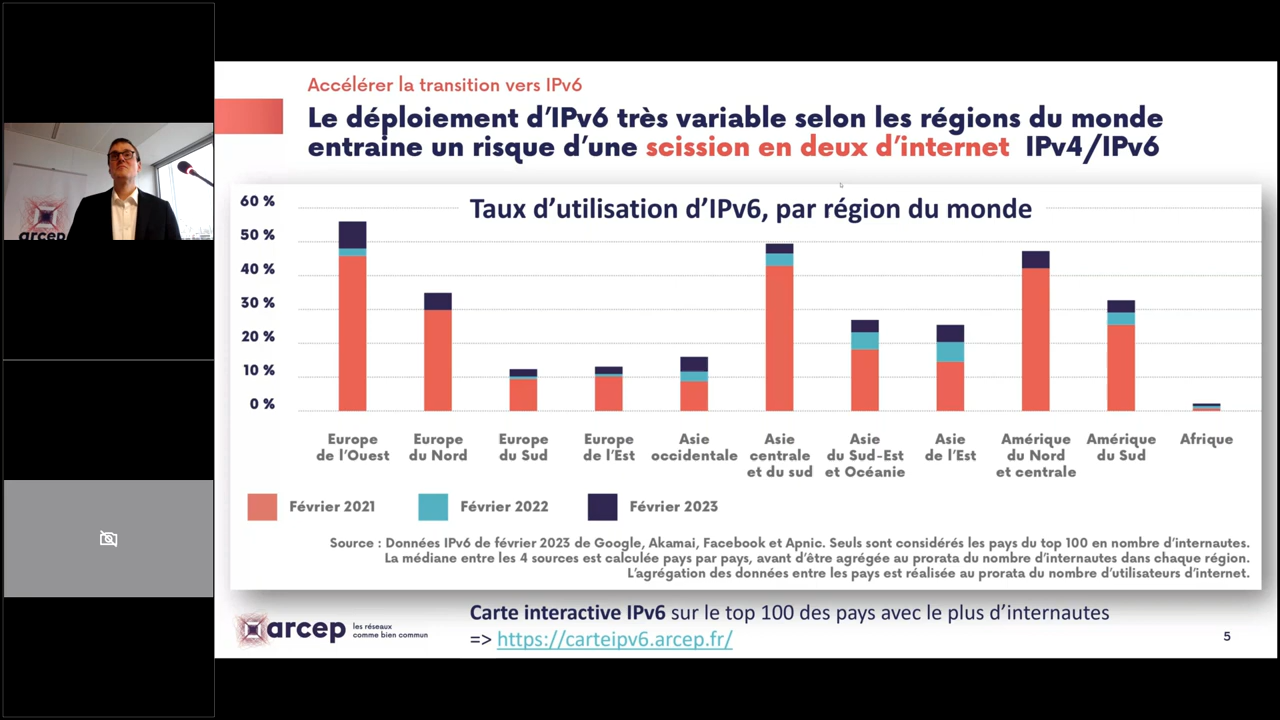 Accélérer la transition vers IPv6
Le déploiement d'IPv6 très variable selon les régions du monde
entraine un risque d'une scission en deux d'internet IPv4/IPv6
arcep
Taux d'utilisation d'IPv6, par région du monde
60 %
50 %
40 %
30 %
20 %
10 %
0 %
Europe
de l'Ouest
Europe
du Nord
Europe
du Sud
Europe
de l'Est
Asie
occidentale
Asie
centrale
et du sud
Asie
du Sud-Est
et Océanie
Asie
de l'Est
Amérique
du Nord
et centrale
Amérique
du Sud
Afrique
Février 2021
Février 2022
Février 2023
Source : Données IPv6 de février 2023 de Google, Akamai, Facebook et Apnic. Seuls sont considérés les pays du top 100 en nombre d'internautes.
La médiane entre les 4 sources est calculée pays par pays, avant d'être agrégée au prorata du nombre d'internautes dans chaque région.
L'agrégation des données entre les pays est réalisée au prorata du nombre d'utilisateurs d'internet.
arcep
les réseaux
comme bien commun
Carte interactive IPv6 sur le top 100 des pays avec le plus d'internautes
=> https://carteipv6.arcep.fr/
5